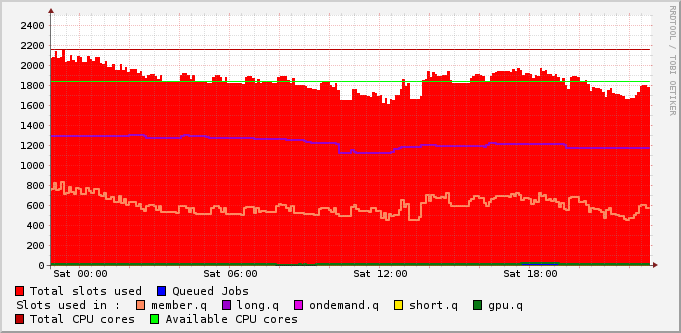 RRDTOOL / TOBI OETIKER
2400
2200
2000
1800
1600
1400
1200
1000
800
600
400
200
0
Sat 00:00 Sat 06:00 Sat 12:00 Sat 18:00
Total slots used Queued Jobs
Slots used in : member.q long.q ondemand.q short.q gpu.q
Total CPU cores Available CPU cores